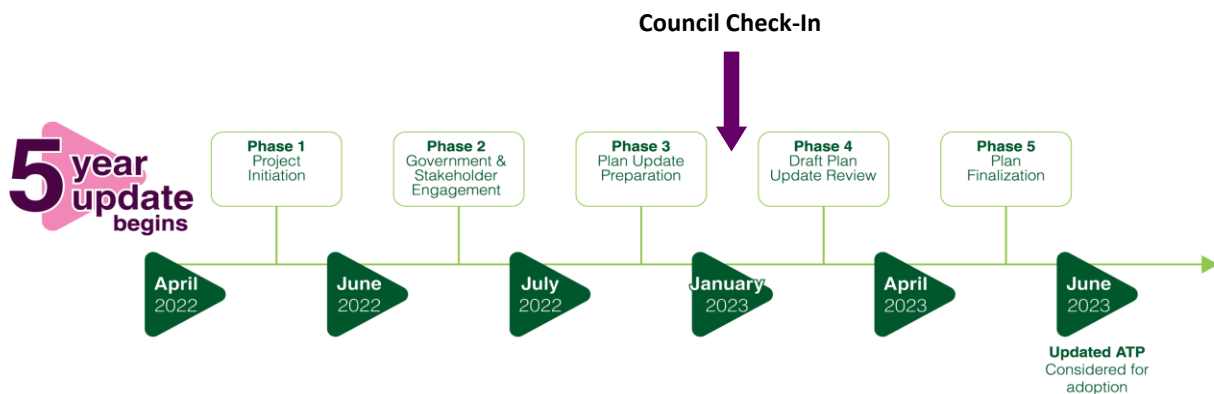 Council Check-In
5 year
update
begins
Phase 1
Project
Initiation
Phase 2
Government &
Stakeholder
Engagement
Phase 3
Plan Update
Preparation
Phase 4
Draft Plan
Update Review
Phase 5
Plan
Finalization
April
2022
June
2022
July
2022
January
2023
April
2023
June
2023
Updated ATP
Considered for
adoption